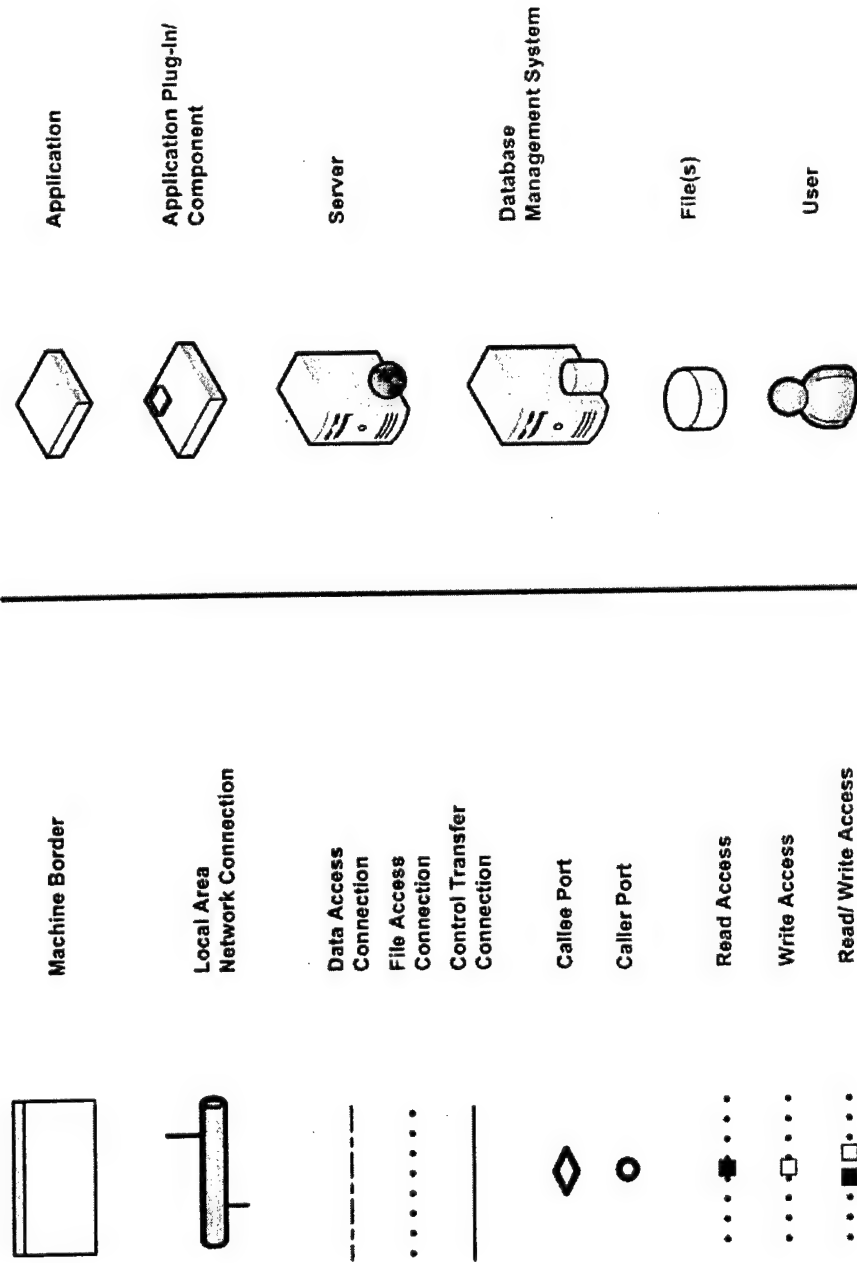 Machine Border
Local Area
Network Connection
Data Access
Connection
File Access
Connection
Control Transfer
Connection
Callee Port
Caller Port
Read Access
Write Access
Read/ Write Access
Application
Application Plug-In/
Component
Server
Database
Management System
File(s)
User